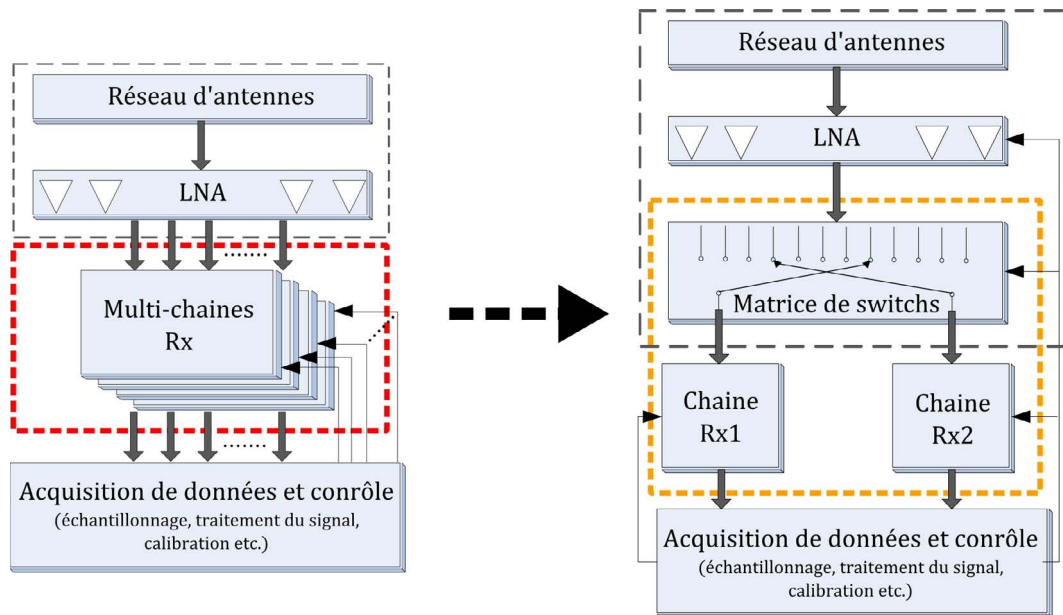 Réseau d'antennes
LNA
Multi-chaines
Rx
Acquisition de données et conrôle
(échantillonnage, traitement du signal,
calibration etc.)
Réseau d'antennes
LNA
Matrice de switchs
Chaine
Rx1
Chaine
Rx2
Acquisition de données et conrôle
(échantillonnage, traitement du signal,
calibration etc.)